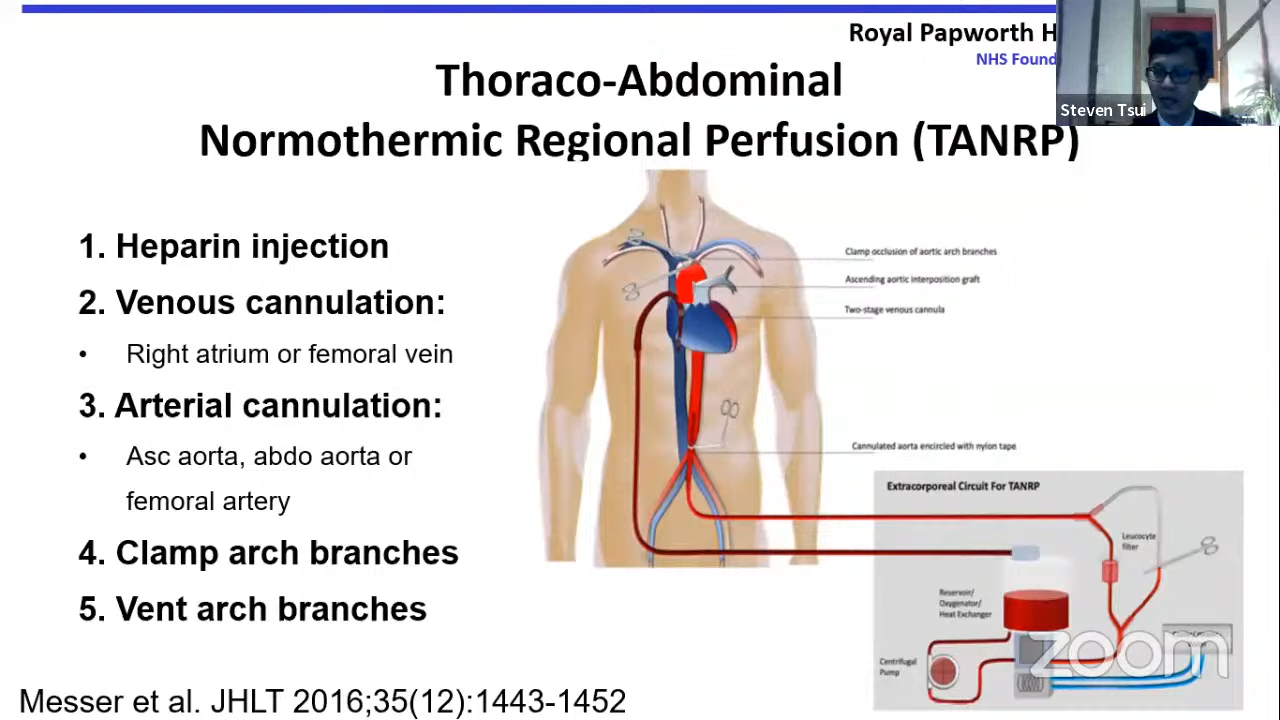 Royal Papworth H
NHS Found
Steven Tsui
Thoraco-Abdominal
Normothermic Regional Perfusion (TANRP)
1. Heparin injection
2. Venous cannulation:
• Right atrium or femoral vein
3. Arterial cannulation:
• Asc aorta, abdo aorta or
femoral artery
4. Clamp arch branches
5. Vent arch branches
Clamp occlusion of aortic arch branches
Ascending aortic interposition graft
Two-stage venous cannula
Cannulated aorta encircled with nylon tape
Extracorporeal Circuit For TANRP
Leucocyte
filter
Reservoir/
Oxygenator/
Heat Exchanger
Centrifugal
Pump
zoom
Messer et al. JHLT 2016;35(12):1443-1452